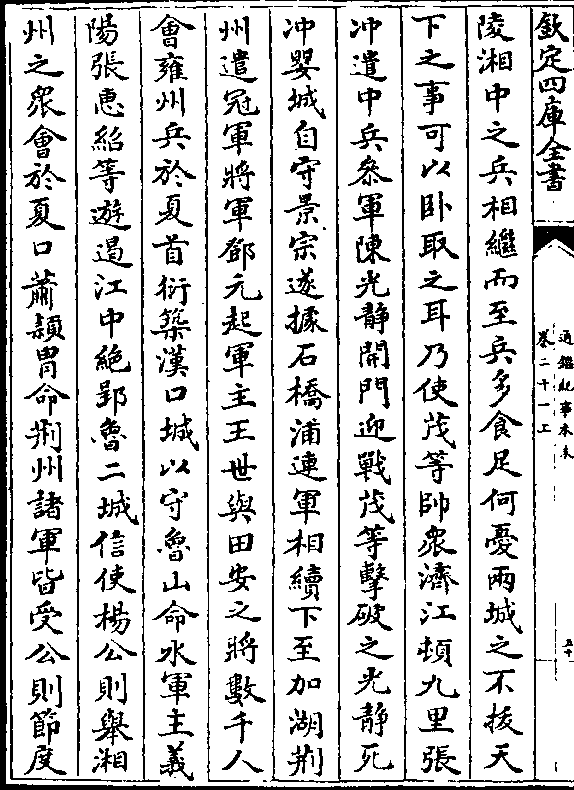 欽定四庫全書
通鑑紀事本末
卷二十一上
五十
陵湘中之兵相繼而至兵多食足何憂兩城之不拔天
下之事可以卧取之耳乃使茂等帥衆濟江頓九里張
冲遣中兵叅軍陳光静開門迎戰茂等擊破之光静死
冲嬰城自守景宗遂據石橋浦連軍相續下至加湖荆
州遣冠軍將軍鄧元起軍主王世與田安之將數千人
會雍州兵於夏首衍築漢口城以守魯山命水軍主義
陽張惠紹等遊遏江中絶郢魯二城信使楊公則舉湘
州之衆會於夏口蕭穎胄命荆州諸軍皆受公則節度